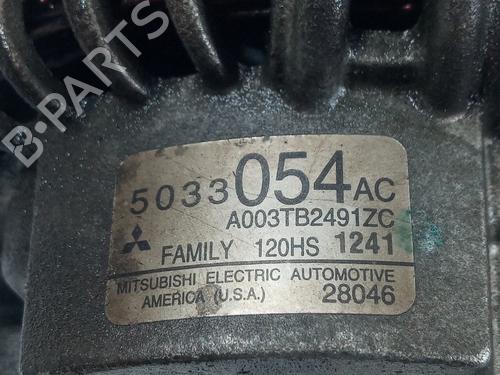 B-PARTS
5033054AC
A003TB2491ZC
FAMILY 120HS 1241
MITSUBISHI ELECTRIC AUTOMOTIVE
AMERICA (U.S.A.) 28046